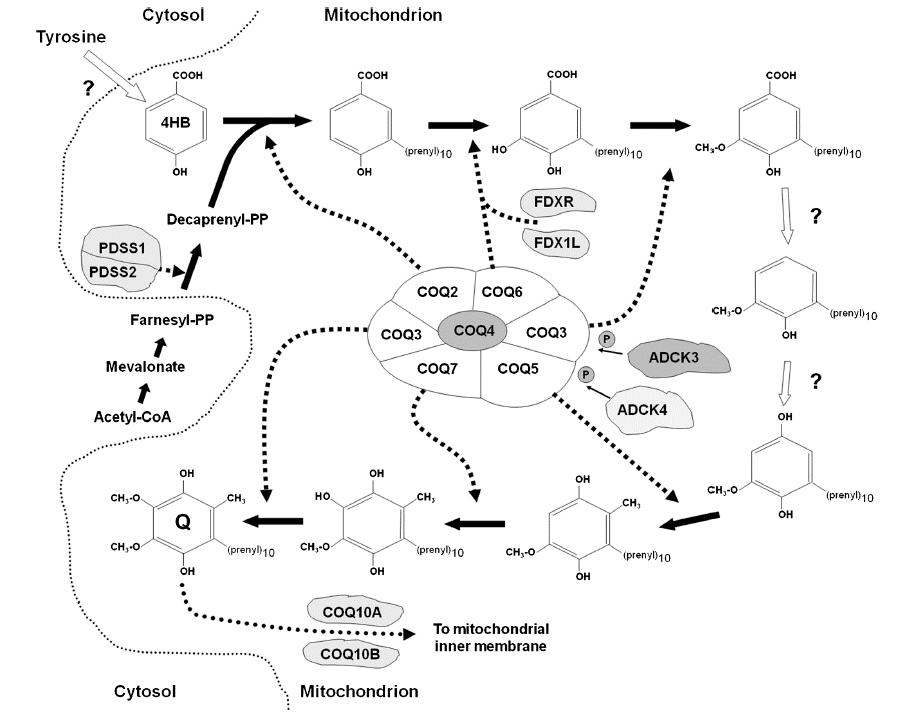 Cytosol
Mitochondrion
Tyrosine
?
COOH
4HB
OH
COOH
(prenyl)10
OH
COOH
HO
(prenyl)10
OH
COOH
CH₃-O
(prenyl)10
OH
Decaprenyl-PP
FDXR
FDX1L
?
PDSS1
PDSS2
Farnesyl-PP
Mevalonate
Acetyl-CoA
COQ2
COQ6
COQ3
COQ4
COQ3
COQ7
COQ5
P
ADCK3
P
ADCK4
CH₃-O
(prenyl)10
OH
?
OH
CH₃-O
(prenyl)10
OH
OH
CH₃-O
CH₃
Q
CH₃-O
(prenyl)10
OH
OH
HO
CH₃
CH₃-O
(prenyl)10
OH
OH
CH₃
CH₃-O
(prenyl)10
OH
COQ10A
COQ10B
To mitochondrial
inner membrane
Cytosol
Mitochondrion